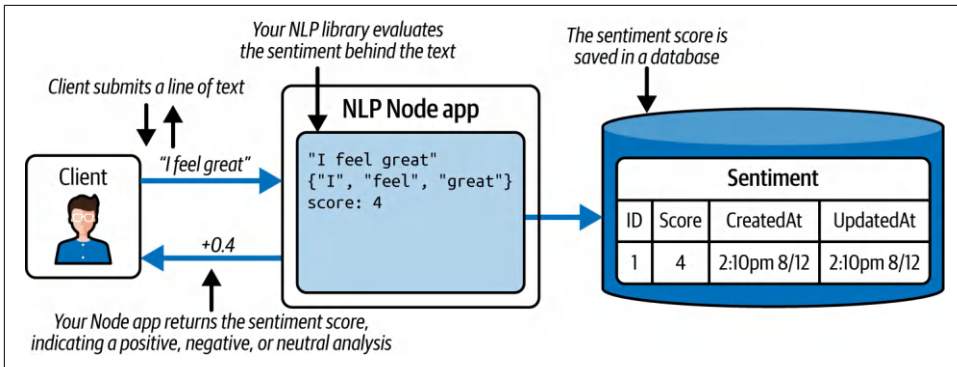 Your NLP library evaluates
the sentiment behind the text
The sentiment score is
saved in a database
Client submits a line of text
NLP Node app
"I feel great"
{"I", "feel", "great"}
score: 4
Client
“I feel great”
+0.4
Sentiment
ID Score CreatedAt UpdatedAt
1 4 2:10pm 8/12 2:10pm 8/12
Your Node app returns the sentiment score,
indicating a positive, negative, or neutral analysis